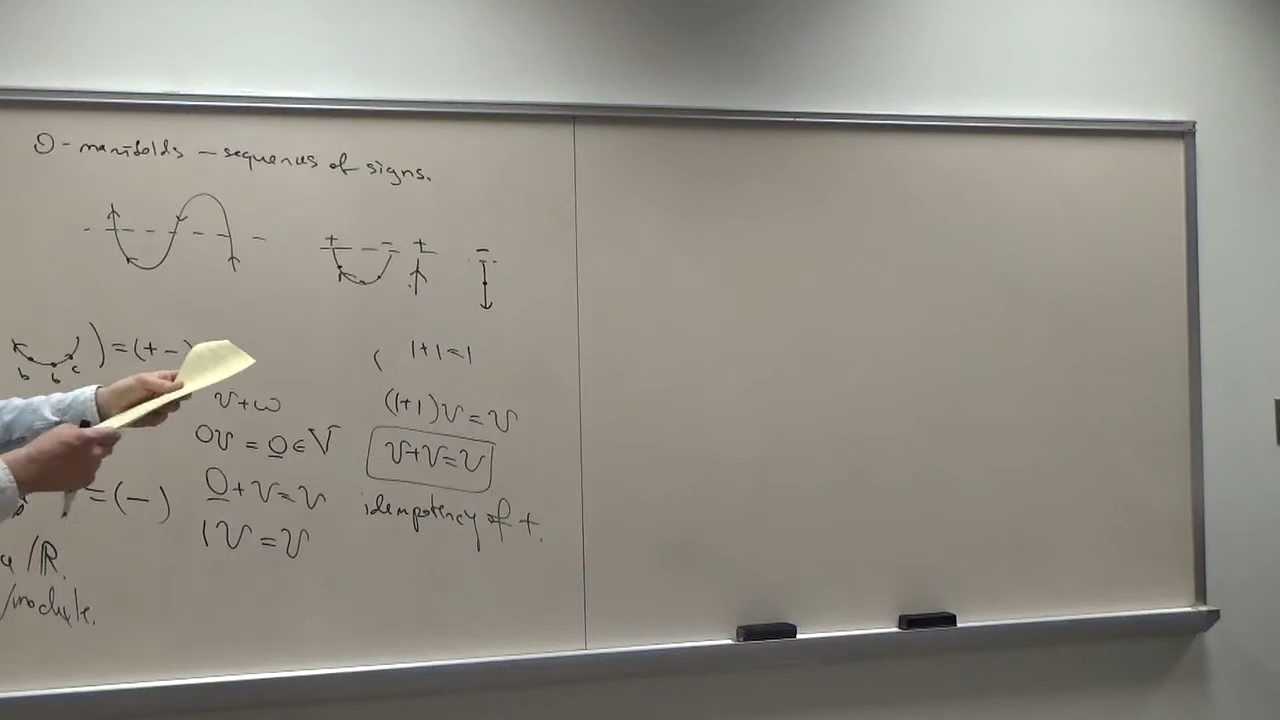 0-manifolds – sequences of signs.
+ – + –
b b c ) = (+ –
= (–)
/R.
/module.
v+w
0v = 0 ∈ V
0+v=v
1v=v
( 1+1=1
(1+1)v=v
v+v=v
idempotency of +.